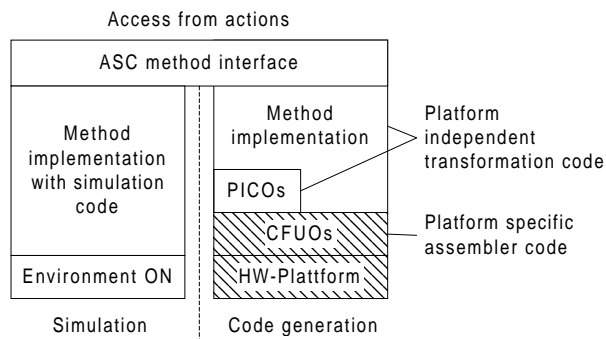 Access from actions
ASC method interface
Method
implementation
with simulation
code
Environment ON
Simulation
Method
implementation
PICOs
CFUOs
HW-Plattform
Code generation
Platform
independent
transformation code
Platform specific
assembler code